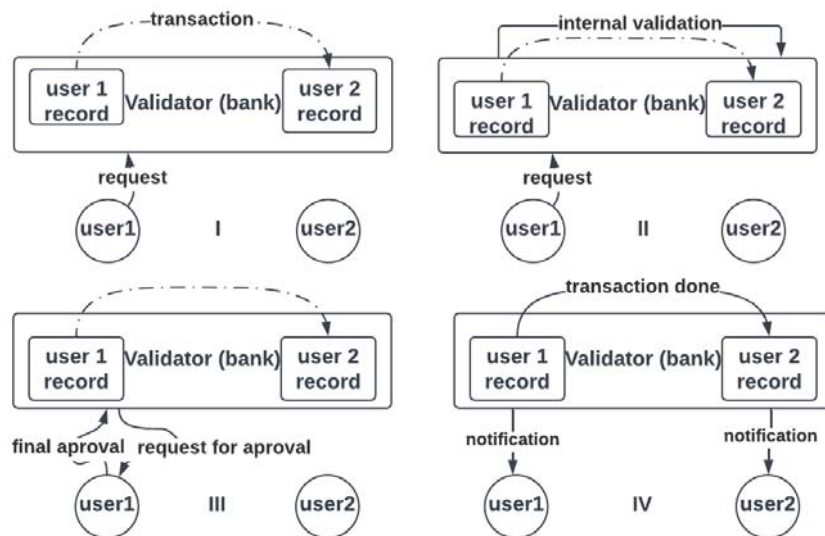 transaction
user 1
record
Validator (bank)
user 2
record
request
user1
I
user2
internal validation
user 1
record
Validator (bank)
user 2
record
request
user1
II
user2
user 1
record
Validator (bank)
user 2
record
final aproval
request for aproval
user1
III
user2
transaction done
user 1
record
Validator (bank)
user 2
record
notification
notification
user1
IV
user2